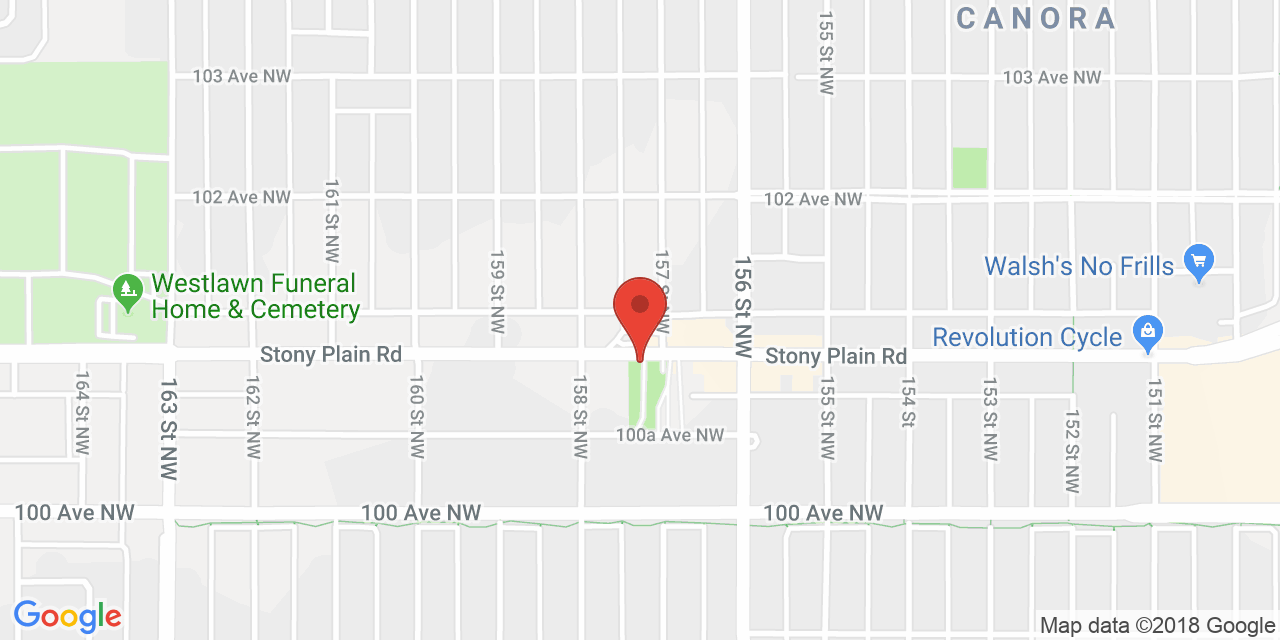 CANORA
155 St NW
103 Ave NW
103 Ave NW
102 Ave NW
161 St NW
102 Ave NW
159 St NW
157 St NW
156 St NW
Walsh's No Frills
Westlawn Funeral
Home & Cemetery
Revolution Cycle
Stony Plain Rd
Stony Plain Rd
164 St NW
163 St NW
162 St NW
160 St NW
158 St NW
155 St NW
154 St
153 St NW
152 St NW
151 St NW
100a Ave NW
100 Ave NW
100 Ave NW
100 Ave NW
Google
Map data ©2018 Google